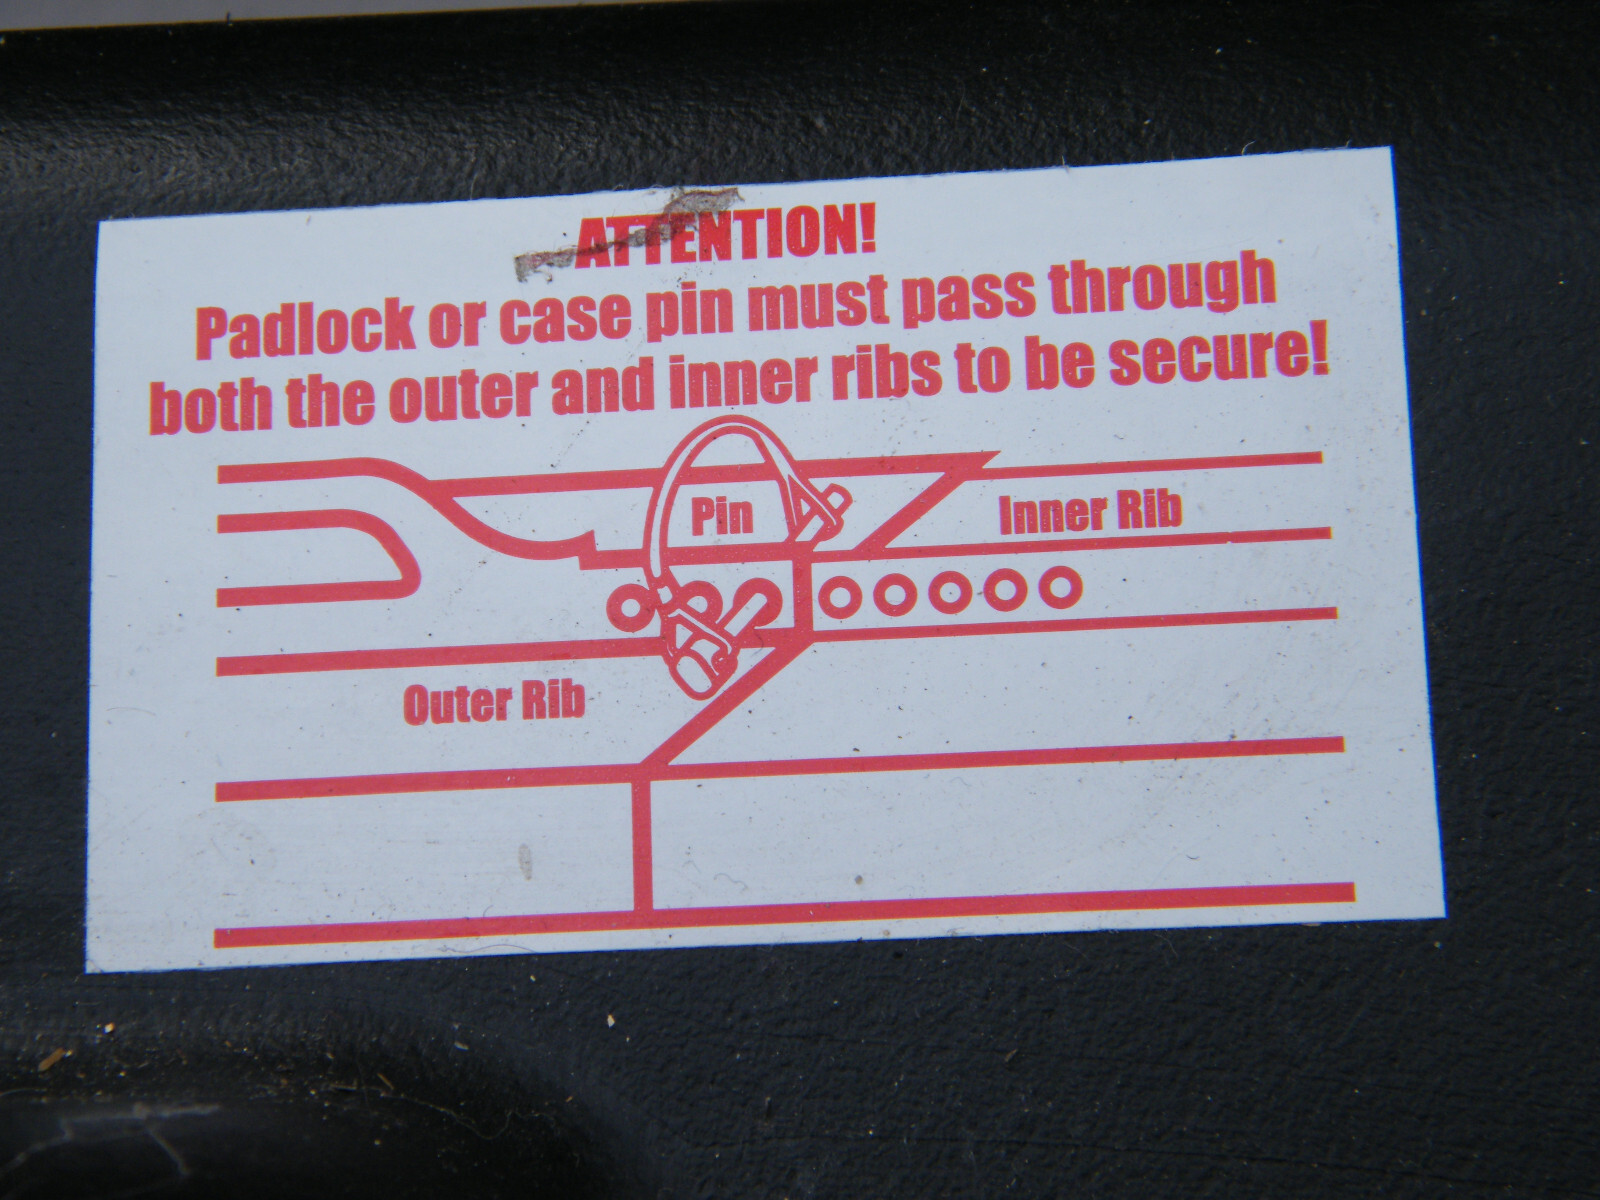 ATTENTION!
Padlock or case pin must pass through
both the outer and inner ribs to be secure!
Pin
Inner Rib
Outer Rib